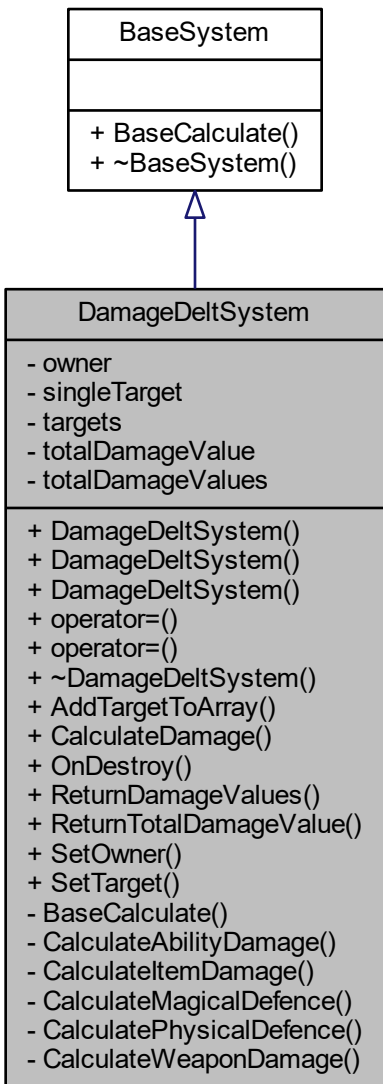 BaseSystem
+ BaseCalculate()
+ ~BaseSystem()
DamageDeltSystem
- owner
- singleTarget
- targets
- totalDamageValue
- totalDamageValues
+ DamageDeltSystem()
+ DamageDeltSystem()
+ DamageDeltSystem()
+ operator=()
+ operator=()
+ ~DamageDeltSystem()
+ AddTargetToArray()
+ CalculateDamage()
+ OnDestroy()
+ ReturnDamageValues()
+ ReturnTotalDamageValue()
+ SetOwner()
+ SetTarget()
- BaseCalculate()
- CalculateAbilityDamage()
- CalculateItemDamage()
- CalculateMagicalDefence()
- CalculatePhysicalDefence()
- CalculateWeaponDamage()